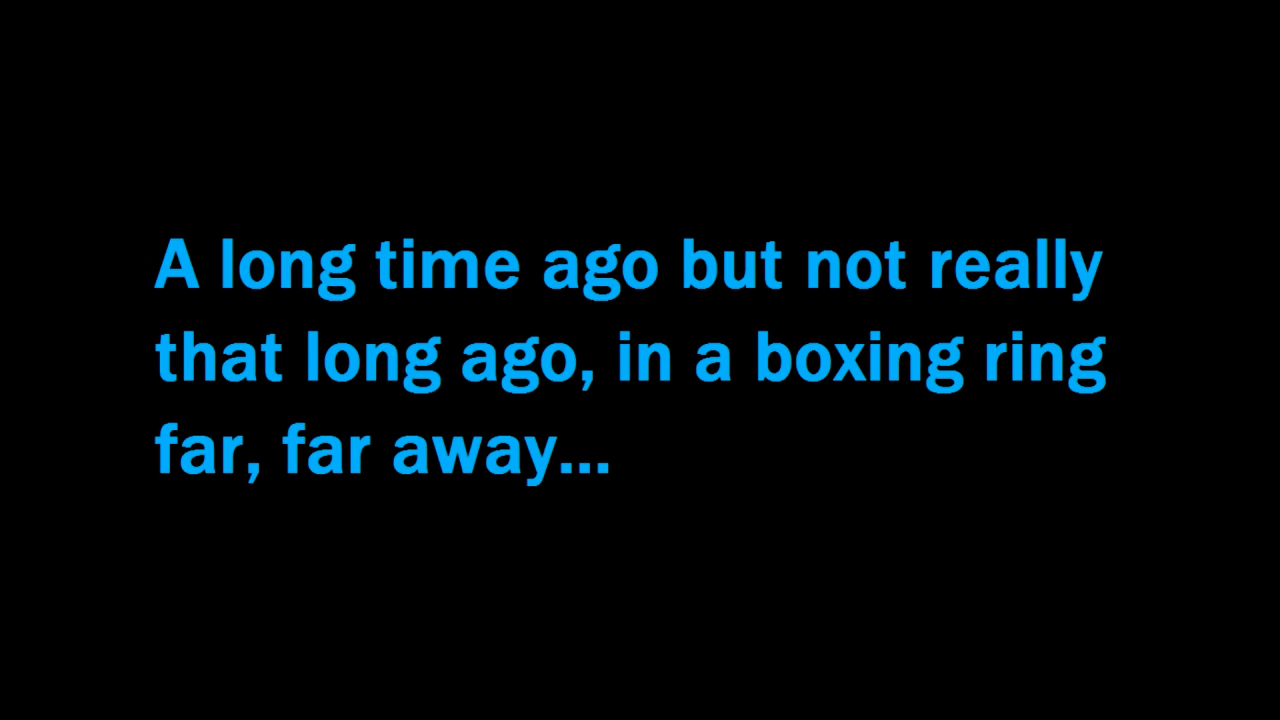 A long time ago but not really
that long ago, in a boxing ring
far, far away...